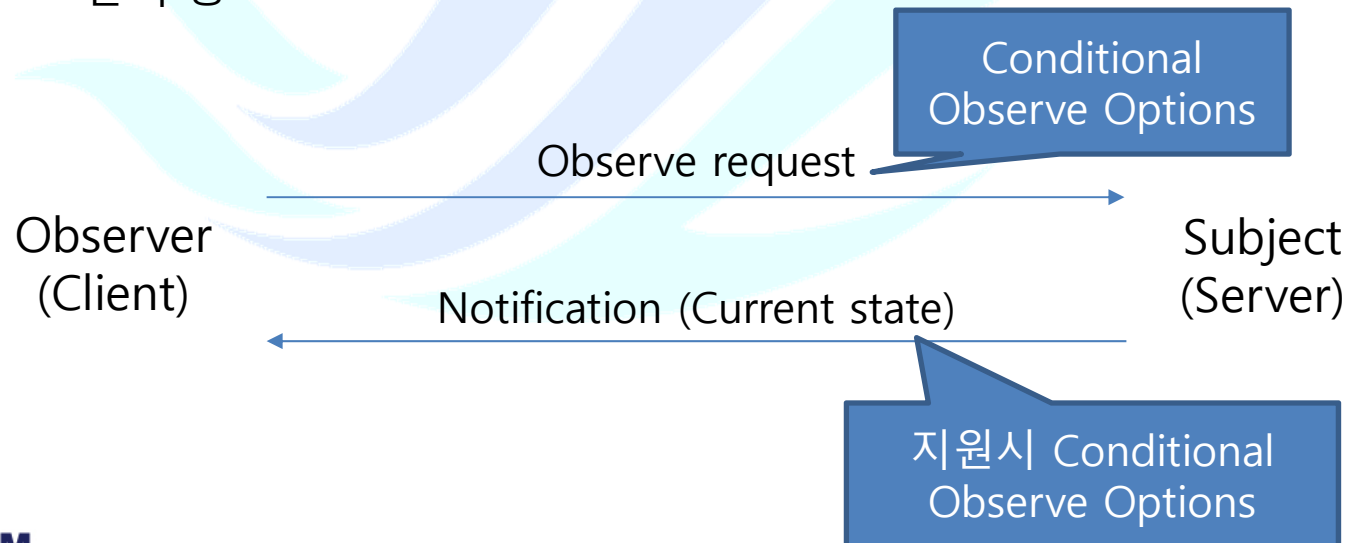 Conditional
Observe Options
Observe request
Observer
(Client)
Subject
(Server)
Notification (Current state)
지원시 Conditional
Observe Options